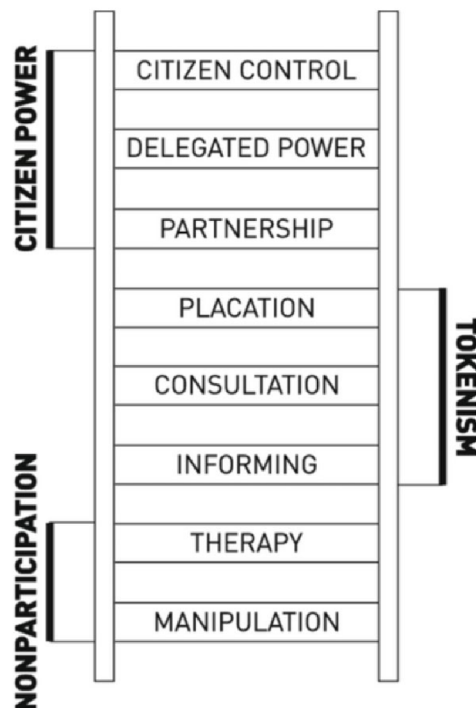 CITIZEN POWER
CITIZEN CONTROL
DELEGATED POWER
PARTNERSHIP
PLACATION
CONSULTATION
INFORMING
TOKENISM
NONPARTICIPATION
THERAPY
MANIPULATION